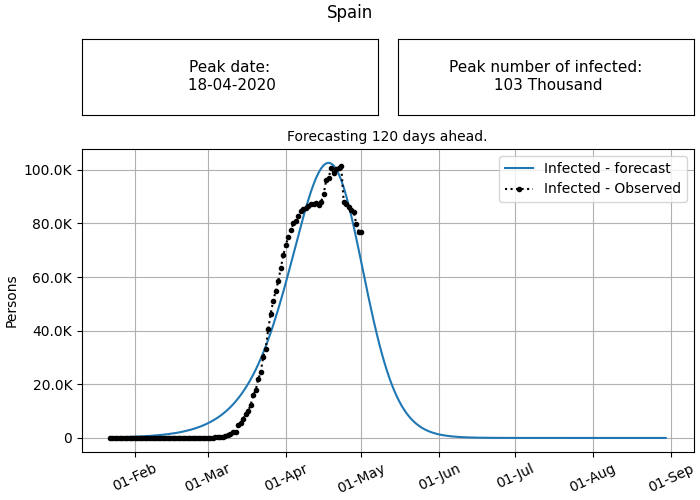 Spain
Peak date:
18-04-2020
Peak number of infected:
103 Thousand
Forecasting 120 days ahead.
Infected - forecast
Infected - Observed
Persons
100.0K
80.0K
60.0K
40.0K
20.0K
0
01-Feb
01-Mar
01-Apr
01-May
01-Jun
01-Jul
01-Aug
01-Sep